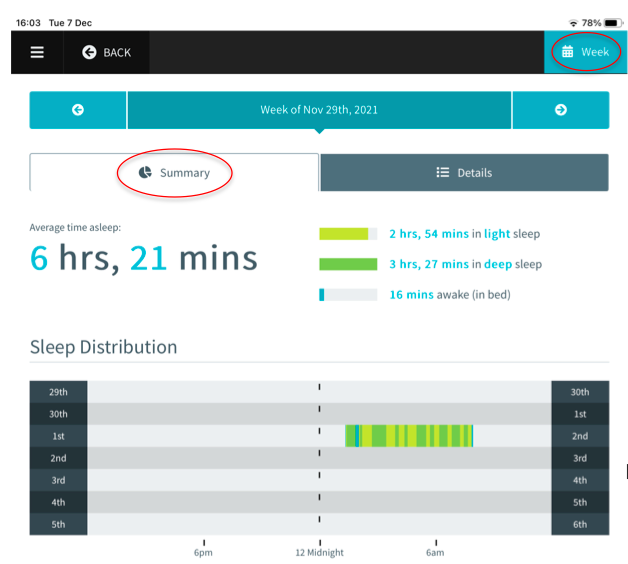 16:03 Tue 7 Dec 78%
BACK Week
Week of Nov 29th, 2021
Summary Details
Average time asleep:
6 hrs, 21 mins
2 hrs, 54 mins in light sleep
3 hrs, 27 mins in deep sleep
16 mins awake (in bed)
Sleep Distribution
29th 30th
30th 1st
1st 2nd
2nd 3rd
3rd 4th
4th 5th
5th 6th
6pm 12 Midnight 6am